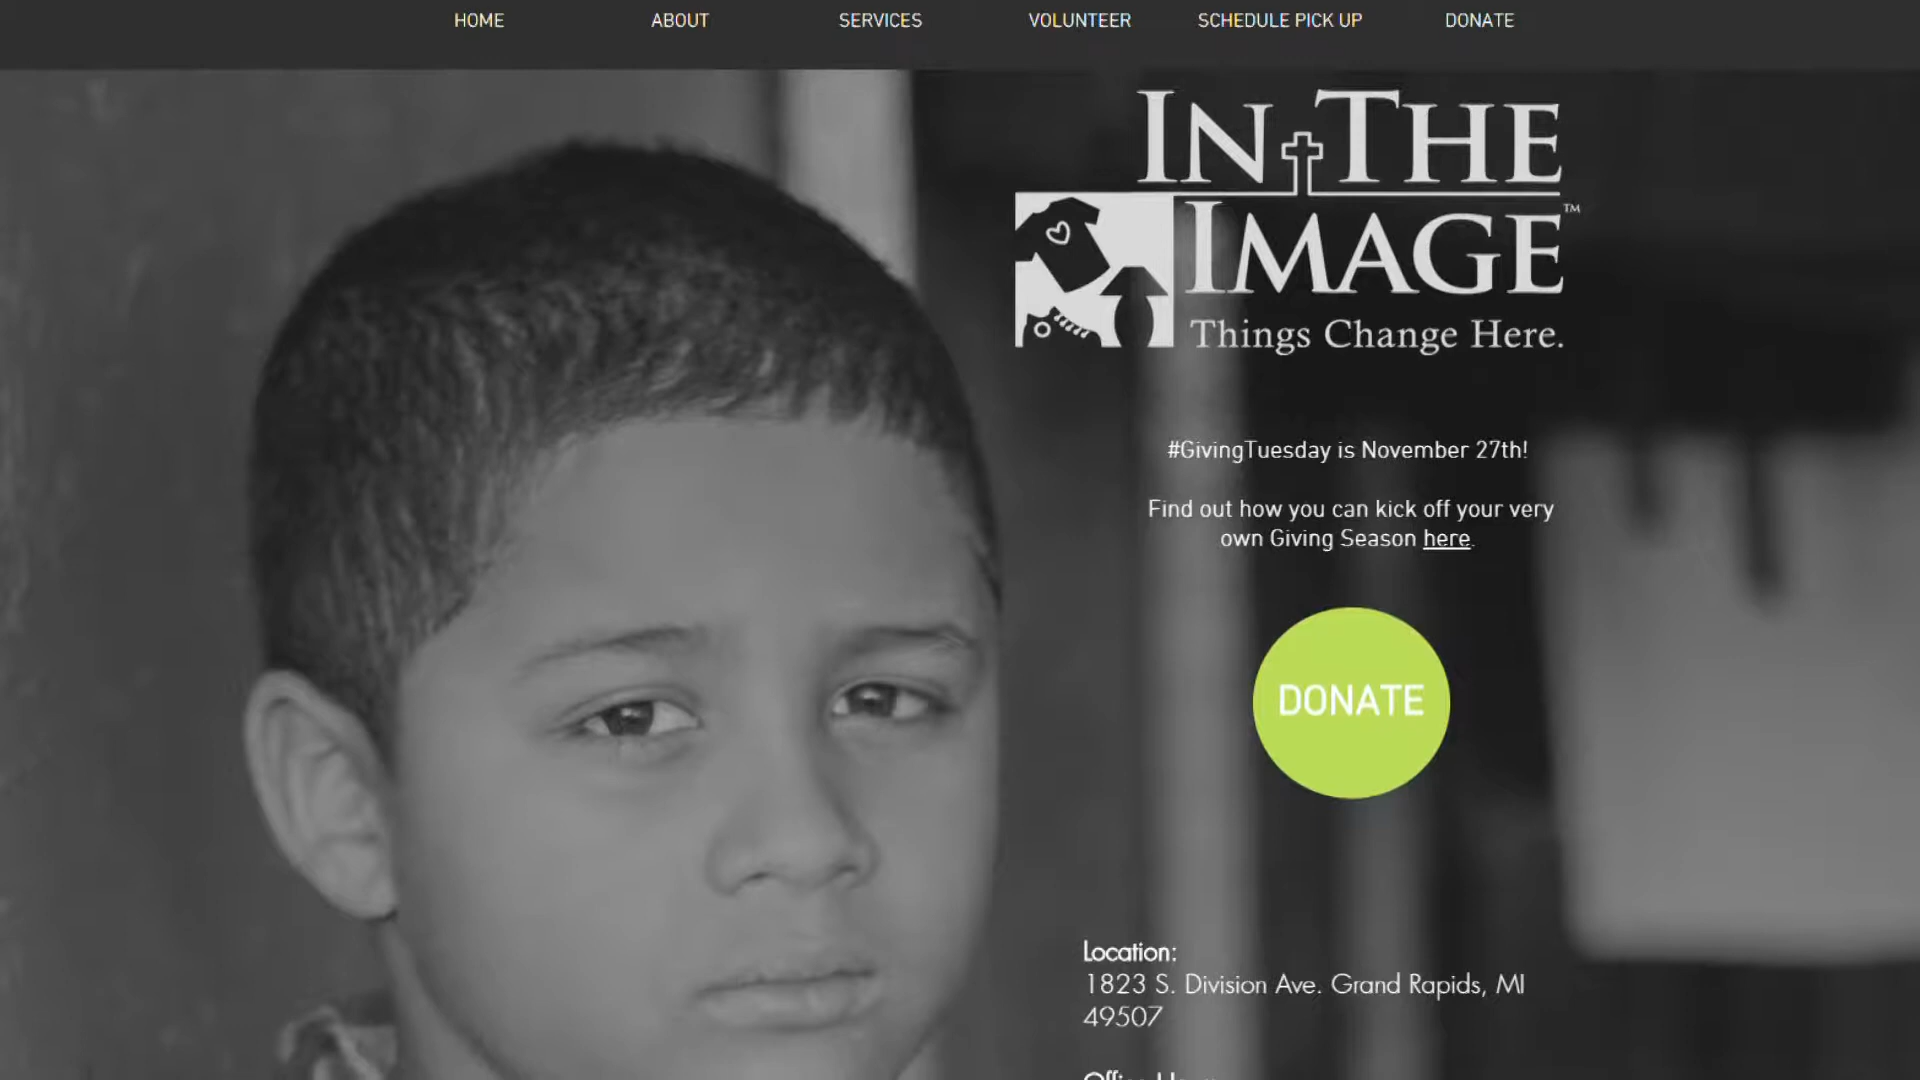 HOME ABOUT SERVICES VOLUNTEER SCHEDULE PICK UP DONATE
IN THE
IMAGE™
Things Change Here.
#GivingTuesday is November 27th!
Find out how you can kick off your very
own Giving Season here.
DONATE
Location:
1823 S. Division Ave. Grand Rapids, MI
49507